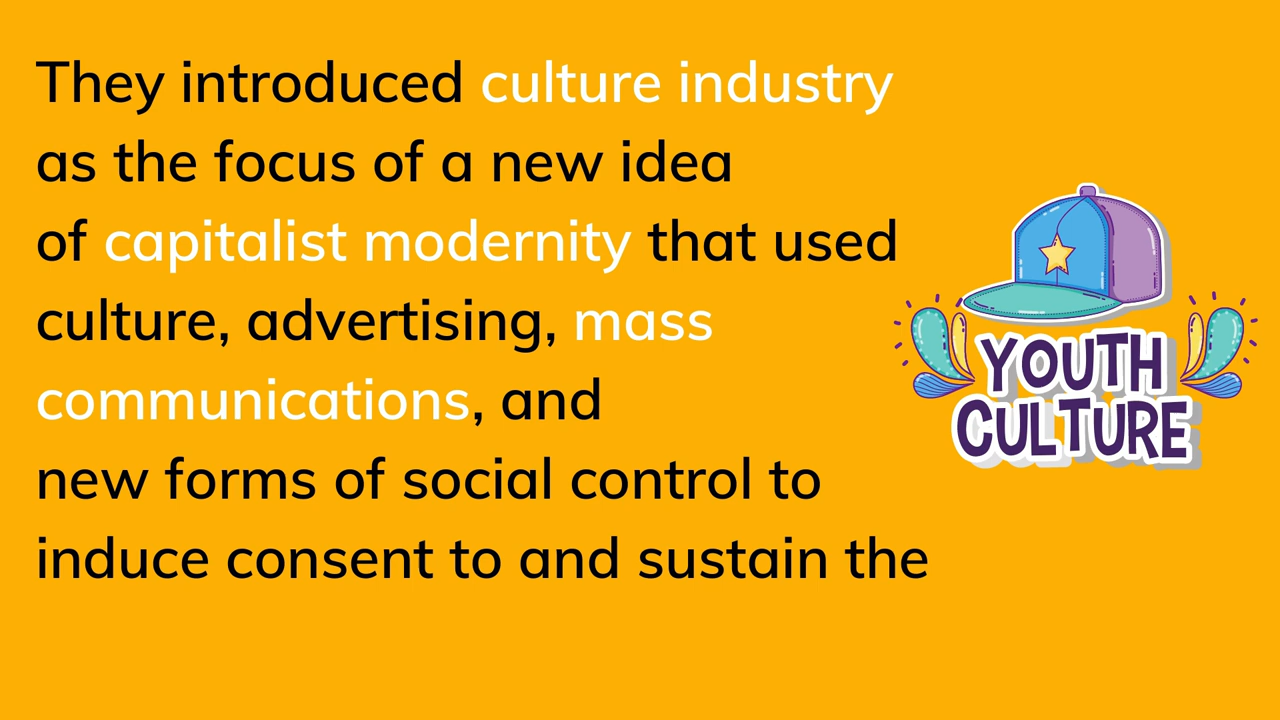 They introduced culture industry
as the focus of a new idea
of capitalist modernity that used
culture, advertising, mass
communications, and
new forms of social control to
induce consent to and sustain the
YOUTH
CULTURE